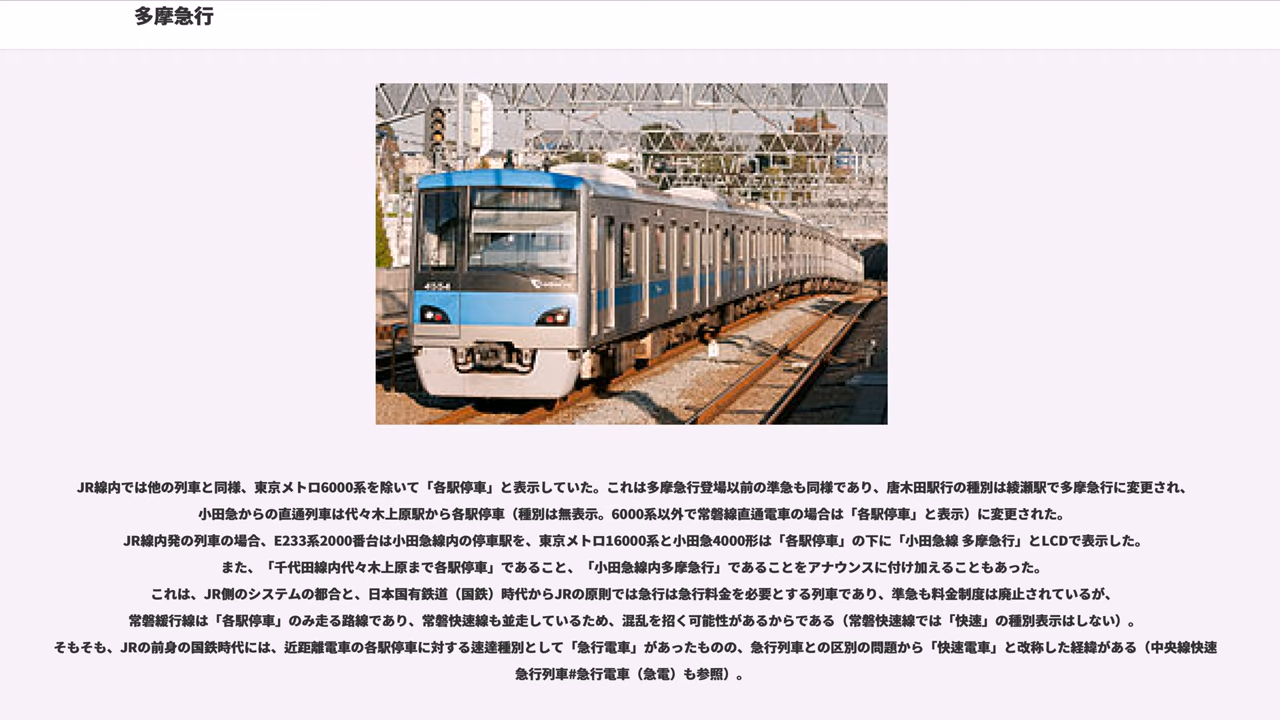 多摩急行
4554
JR線内では他の列車と同様、東京メトロ6000系を除いて「各駅停車」と表示していた。これは多摩急行登場以前の準急も同様であり、唐木田駅行の種別は綾瀬駅で多摩急行に変更され、
小田急からの直通列車は代々木上原駅から各駅停車（種別は無表示。6000系以外で常磐線直通電車の場合は「各駅停車」と表示）に変更された。
JR線内発の列車の場合、E233系2000番台は小田急線内の停車駅を、東京メトロ16000系と小田急4000形は「各駅停車」の下に「小田急線 多摩急行」とLCDで表示した。
また、「千代田線内代々木上原まで各駅停車」であること、「小田急線内多摩急行」であることをアナウンスに付け加えることもあった。
これは、JR側のシステムの都合と、日本国有鉄道（国鉄）時代からJRの原則では急行は急行料金を必要とする列車であり、準急も料金制度は廃止されているが、
常磐緩行線は「各駅停車」のみ走る路線であり、常磐快速線も並走しているため、混乱を招く可能性があるからである（常磐快速線では「快速」の種別表示はしない）。
そもそも、JRの前身の国鉄時代には、近距離電車の各駅停車に対する速達種別として「急行電車」があったものの、急行列車との区別の問題から「快速電車」と改称した経緯がある（中央線快速
急行列車#急行電車（急電）も参照）。